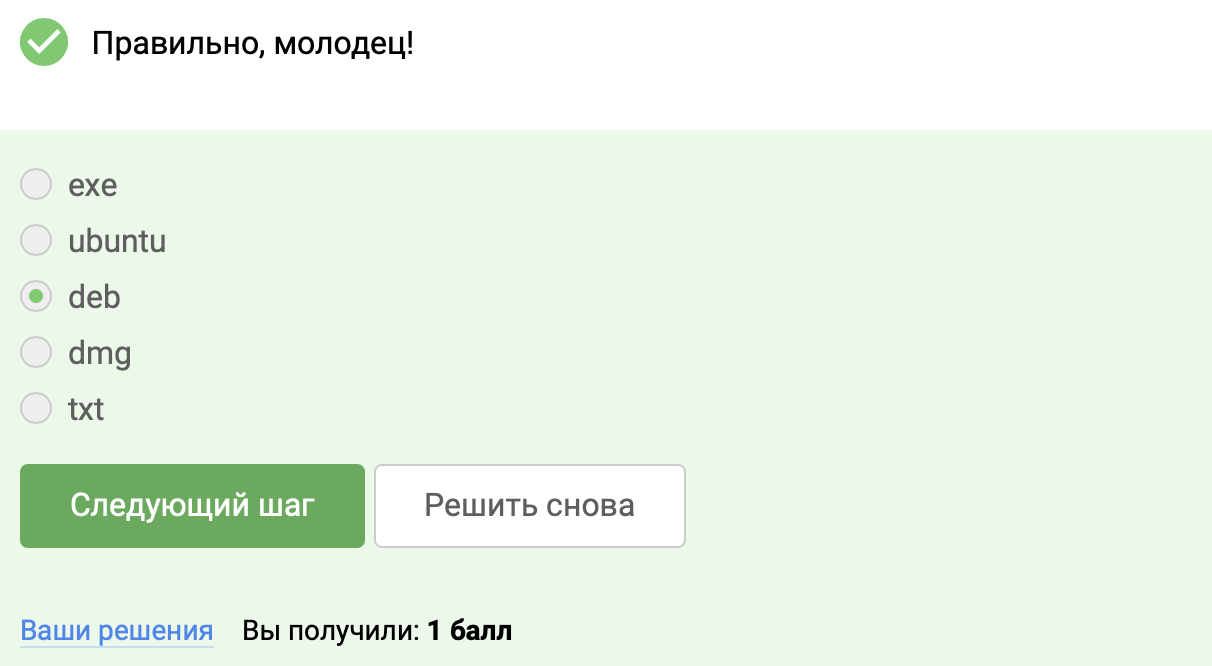 Правильно, молодец!
exe
ubuntu
deb
dmg
txt
Следующий шаг Решить снова
Ваши решения Вы получили: 1 балл